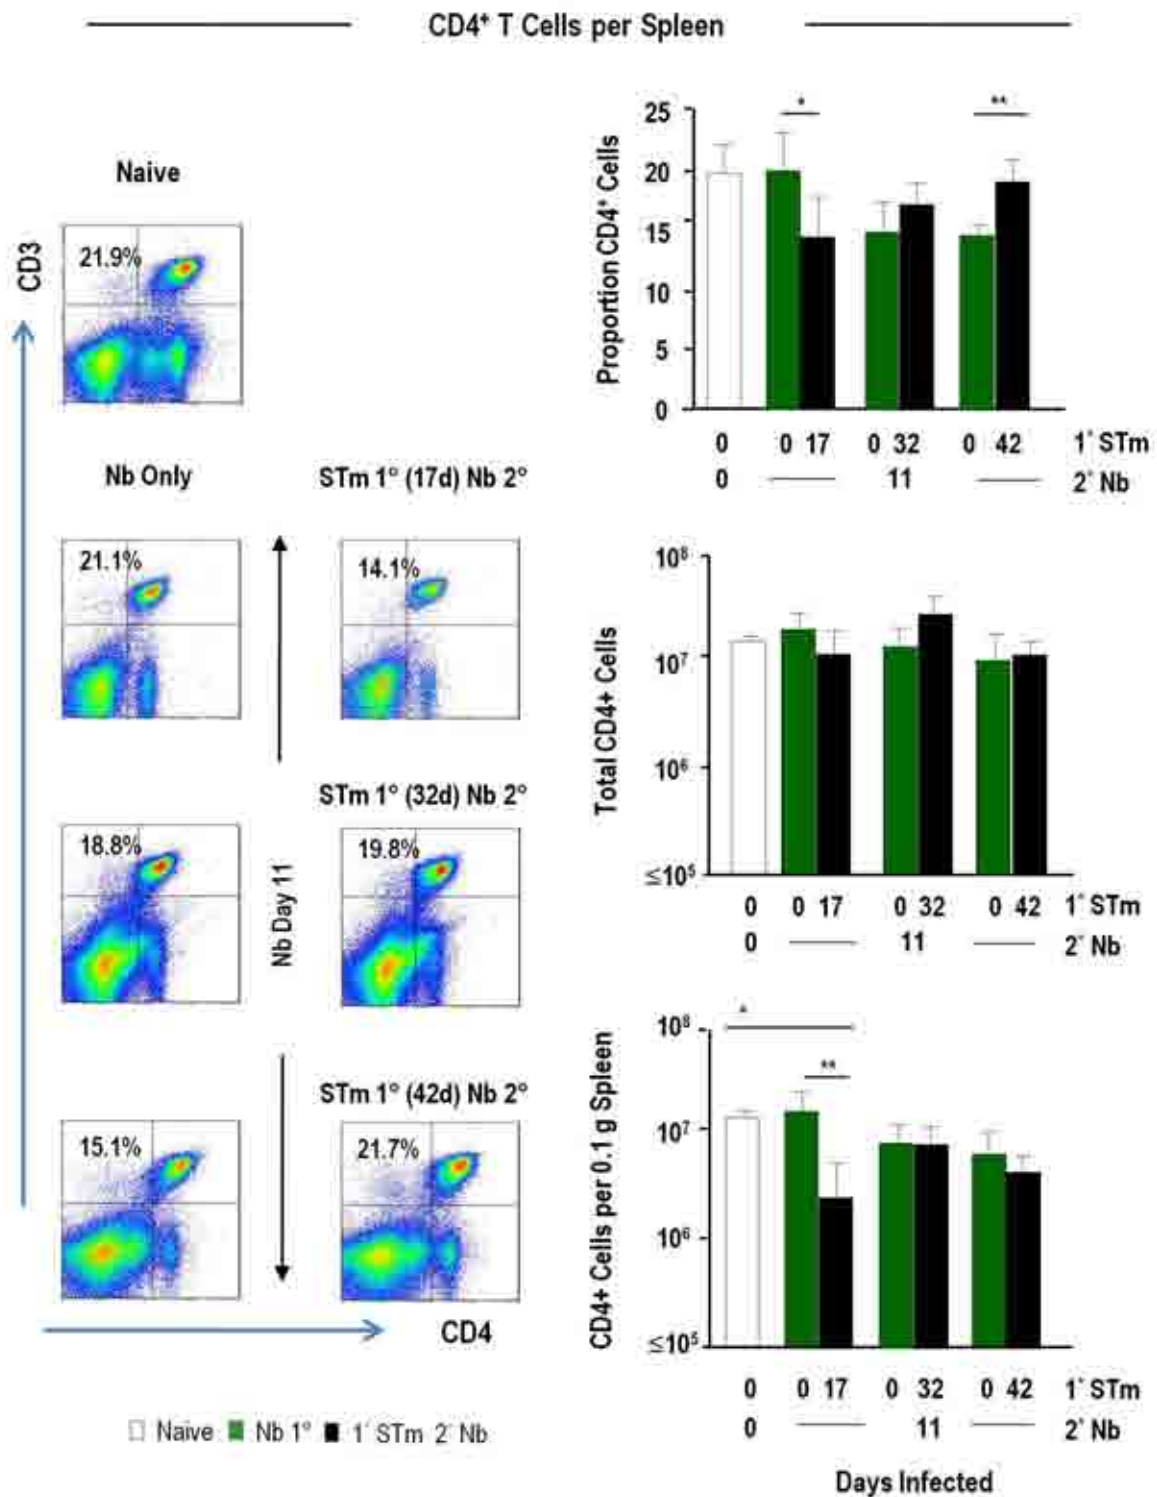 CD4⁺ T Cells per Spleen
Naive
CD3
21.9%
Nb Only
STm 1° (17d) Nb 2°
21.1%
14.1%
STm 1° (32d) Nb 2°
18.8%
19.8%
Nb Day 11
STm 1° (42d) Nb 2°
15.1%
21.7%
CD4
Naive Nb 1° 1° STm 2° Nb
Proportion CD4⁺ Cells
25
20
15
10
5
0
* **
0 0 17 0 32 0 42 1° STm
0 11 2° Nb
Total CD4+ Cells
10⁸
10⁷
10⁶
≤10⁵
0 0 17 0 32 0 42 1° STm
0 11 2° Nb
CD4+ Cells per 0.1 g Spleen
10⁸
10⁷
10⁶
≤10⁵
*
**
0 0 17 0 32 0 42 1° STm
0 11 2° Nb
Days Infected